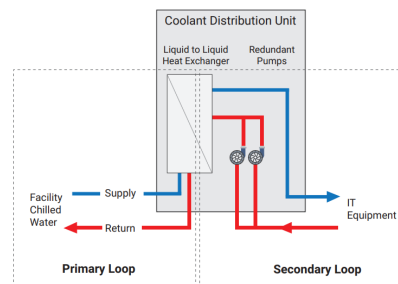 Coolant Distribution Unit
Liquid to Liquid
Heat Exchanger
Redundant
Pumps
Facility
Chilled
Water
Supply
Return
IT
Equipment
Primary Loop
Secondary Loop